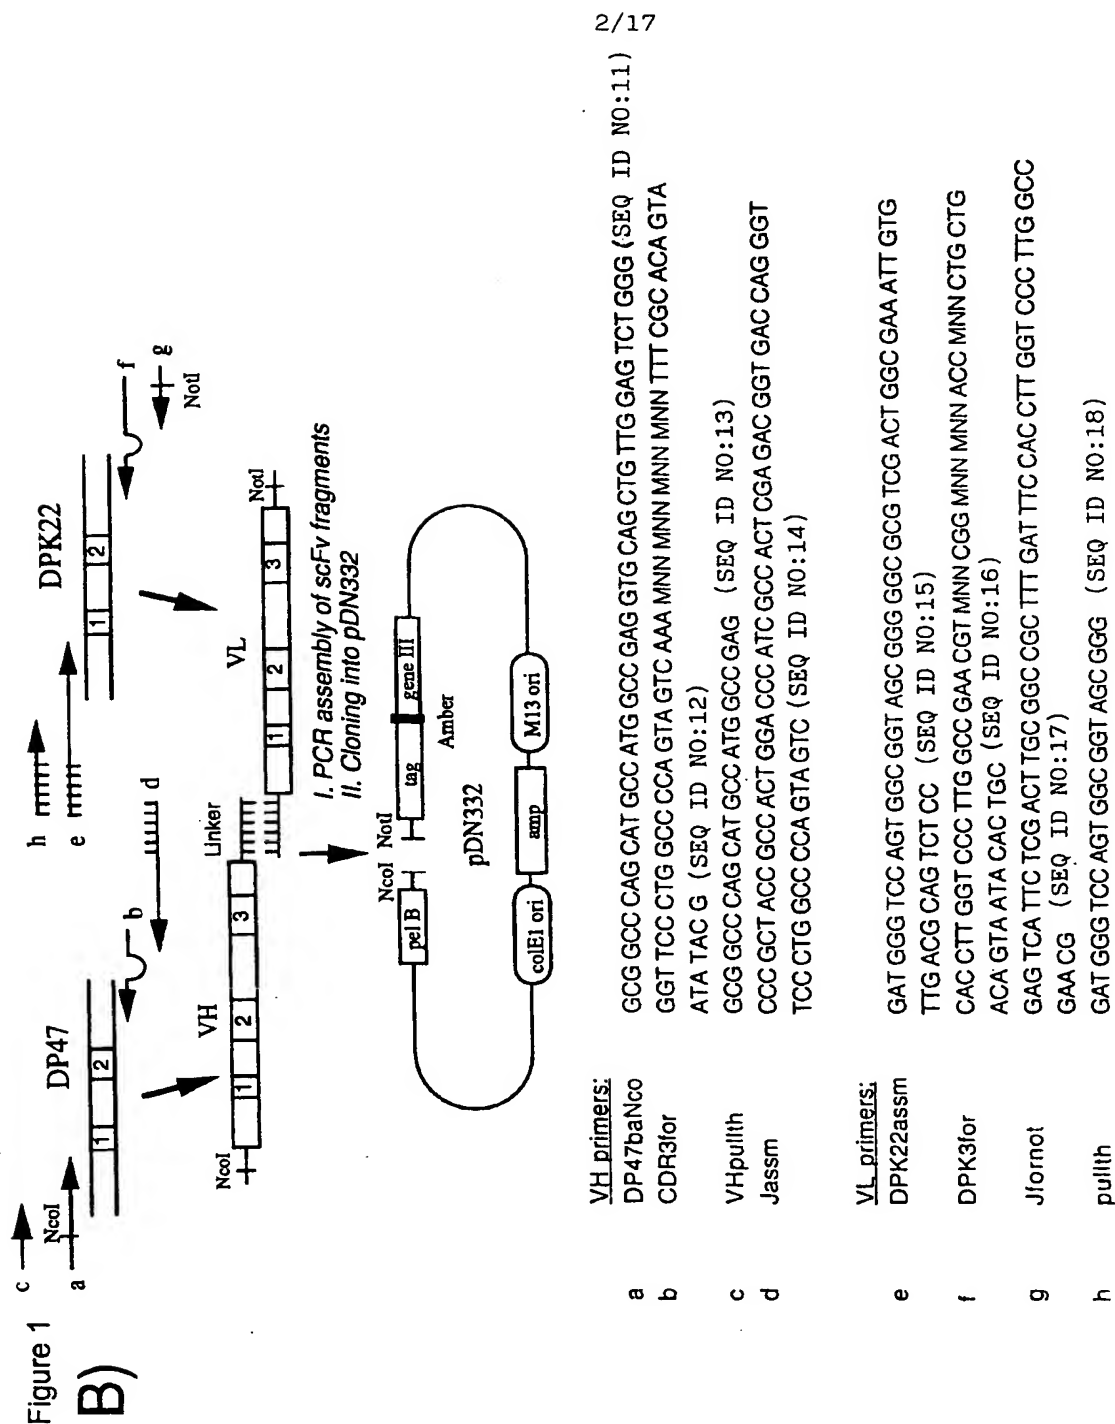 2/17
Figure 1
B)
c
NcoI
a
DP47
1 2
b
d
h
e
DPK22
1 2
f
g
NotI
VH
NcoI
1 2 3
Linker
VL
1 2 3
NotI
I. PCR assembly of scFv fragments
II. Cloning into pDN332
NcoI NotI
pel B
tag
gene III
Amber
pDN332
colE1 ori
amp
M13 ori
VH primers:
a DP47baNco GCG GCC CAG CAT GCC ATG GCC GAG GTG CAG CTG TTG GAG TCT GGG (SEQ ID NO:11)
b CDR3for GGT TCC CTG GCC CCA GTA GTC AAA MNN MNN MNN MNN TTT CGC ACA GTA
ATA TAC G (SEQ ID NO:12)
c VHpullth GCG GCC CAG CAT GCC ATG GCC GAG (SEQ ID NO:13)
d Jassm CCC GCT ACC GCC ACT GGA CCC ATC GCC ACT CGA GAC GGT GAC CAG GGT
TCC CTG GCC CCA GTA GTC (SEQ ID NO:14)
VL primers:
e DPK22assm GAT GGG TCC AGT GGC GGT AGC GGG GGC GCG TCG ACT GGC GAA ATT GTG
TTG ACG CAG TCT CC (SEQ ID NO:15)
f DPK3for CAC CTT GGT CCC TTG GCC GAA CGT MNN CGG MNN MNN ACC MNN CTG CTG
ACA GTA ATA CAC TGC (SEQ ID NO:16)
g Jfornot GAG TCA TTC TCG ACT TGC GGC CGC TTT GAT TTC CAC CTT GGT CCC TTG GCC
GAA CG (SEQ ID NO:17)
h pullth GAT GGG TCC AGT GGC GGT AGC GGG (SEQ ID NO:18)